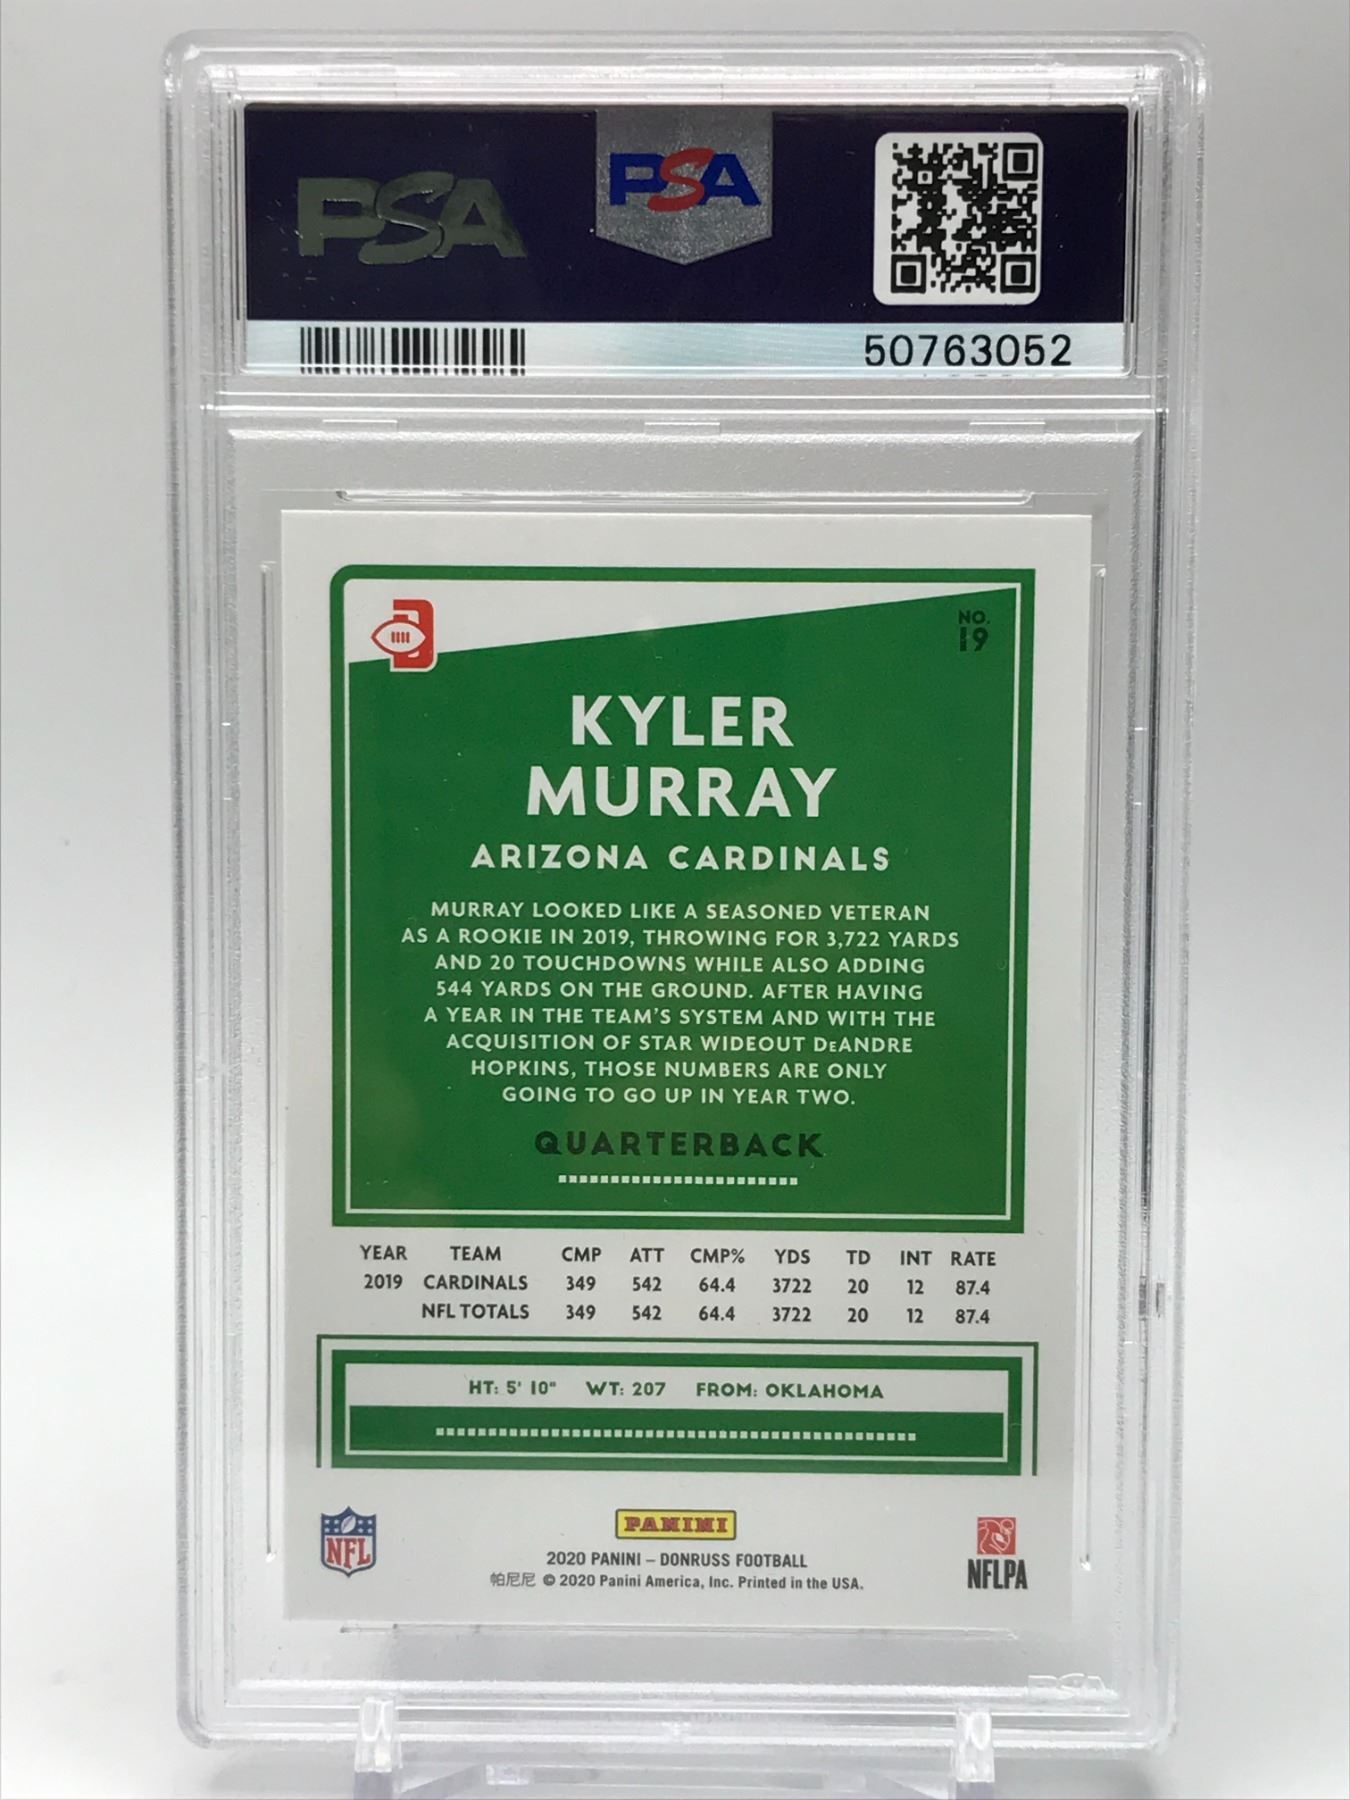 PSA
PSA
50763052
NO.
19
KYLER
MURRAY
ARIZONA CARDINALS
MURRAY LOOKED LIKE A SEASONED VETERAN
AS A ROOKIE IN 2019, THROWING FOR 3,722 YARDS
AND 20 TOUCHDOWNS WHILE ALSO ADDING
544 YARDS ON THE GROUND. AFTER HAVING
A YEAR IN THE TEAM'S SYSTEM AND WITH THE
ACQUISITION OF STAR WIDEOUT DeANDRE
HOPKINS, THOSE NUMBERS ARE ONLY
GOING TO GO UP IN YEAR TWO.
QUARTERBACK
YEAR TEAM CMP ATT CMP% YDS TD INT RATE
2019 CARDINALS 349 542 64.4 3722 20 12 87.4
NFL TOTALS 349 542 64.4 3722 20 12 87.4
HT: 5' 10" WT: 207 FROM: OKLAHOMA
NFL
PANINI
NFLPA
2020 PANINI – DONRUSS FOOTBALL
帕尼尼 © 2020 Panini America, Inc. Printed in the USA.
PSA